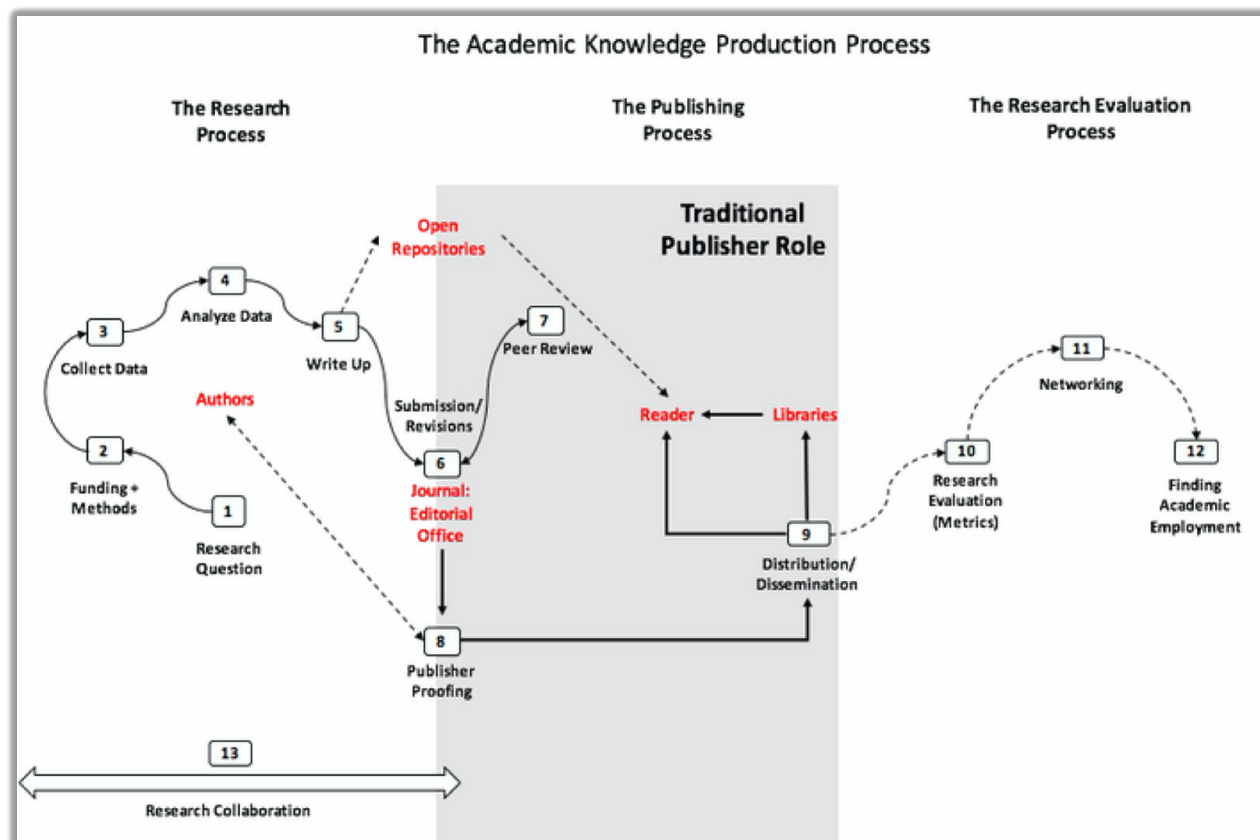 The Academic Knowledge Production Process
The Research
Process
The Publishing
Process
The Research Evaluation
Process
Traditional
Publisher Role
Open
Repositories
4
Analyze Data
3
Collect Data
5
Write Up
7
Peer Review
11
Networking
Authors
Submission/
Revisions
Reader
Libraries
2
Funding +
Methods
6
Journal:
Editorial
Office
10
Research
Evaluation
(Metrics)
12
Finding
Academic
Employment
1
Research
Question
9
Distribution/
Dissemination
8
Publisher
Proofing
13
Research Collaboration